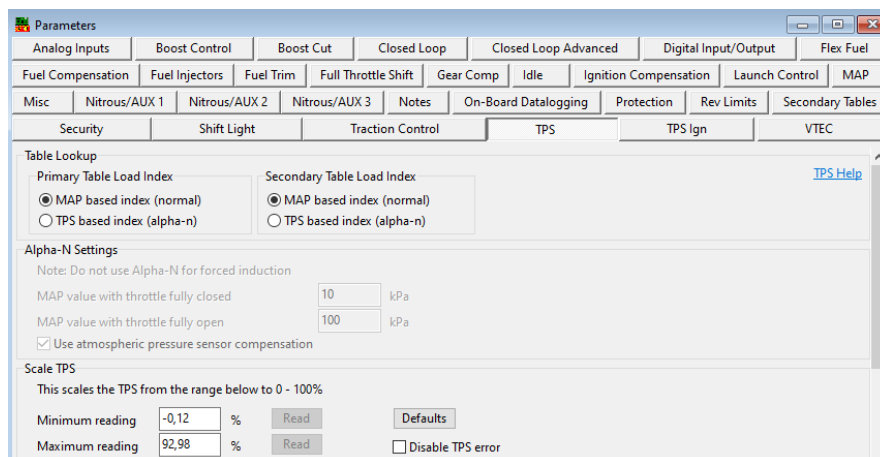 Parameters
Analog Inputs Boost Control Boost Cut Closed Loop Closed Loop Advanced Digital Input/Output Flex Fuel
Fuel Compensation Fuel Injectors Fuel Trim Full Throttle Shift Gear Comp Idle Ignition Compensation Launch Control MAP
Misc Nitrous/AUX 1 Nitrous/AUX 2 Nitrous/AUX 3 Notes On-Board Datalogging Protection Rev Limits Secondary Tables
Security Shift Light Traction Control TPS TPS Ign VTEC
Table Lookup
Primary Table Load Index Secondary Table Load Index TPS Help
MAP based index (normal) MAP based index (normal)
TPS based index (alpha-n) TPS based index (alpha-n)
Alpha-N Settings
Note: Do not use Alpha-N for forced induction
MAP value with throttle fully closed 10 kPa
MAP value with throttle fully open 100 kPa
Use atmospheric pressure sensor compensation
Scale TPS
This scales the TPS from the range below to 0 - 100%
Minimum reading -0,12 % Read Defaults
Maximum reading 92,98 % Read Disable TPS error